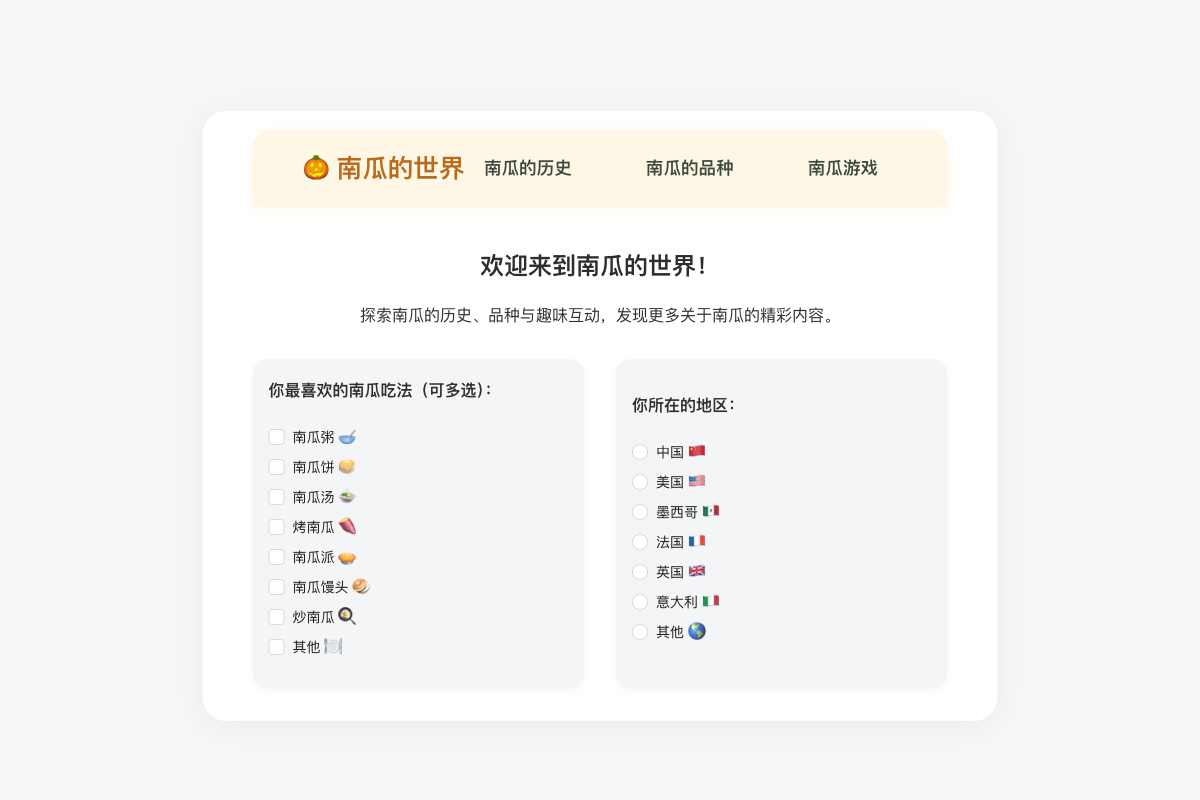 🎃 南瓜的世界 南瓜的历史 南瓜的品种 南瓜游戏
欢迎来到南瓜的世界！
探索南瓜的历史、品种与趣味互动，发现更多关于南瓜的精彩内容。
你最喜欢的南瓜吃法（可多选）：
南瓜粥 🥣
南瓜饼 🥮
南瓜汤 🍲
烤南瓜 🍠
南瓜派 🥧
南瓜馒头 🥯
炒南瓜 🍳
其他 🍽️
你所在的地区：
中国 🇨🇳
美国 🇺🇸
墨西哥 🇲🇽
法国 🇫🇷
英国 🇬🇧
意大利 🇮🇹
其他 🌎